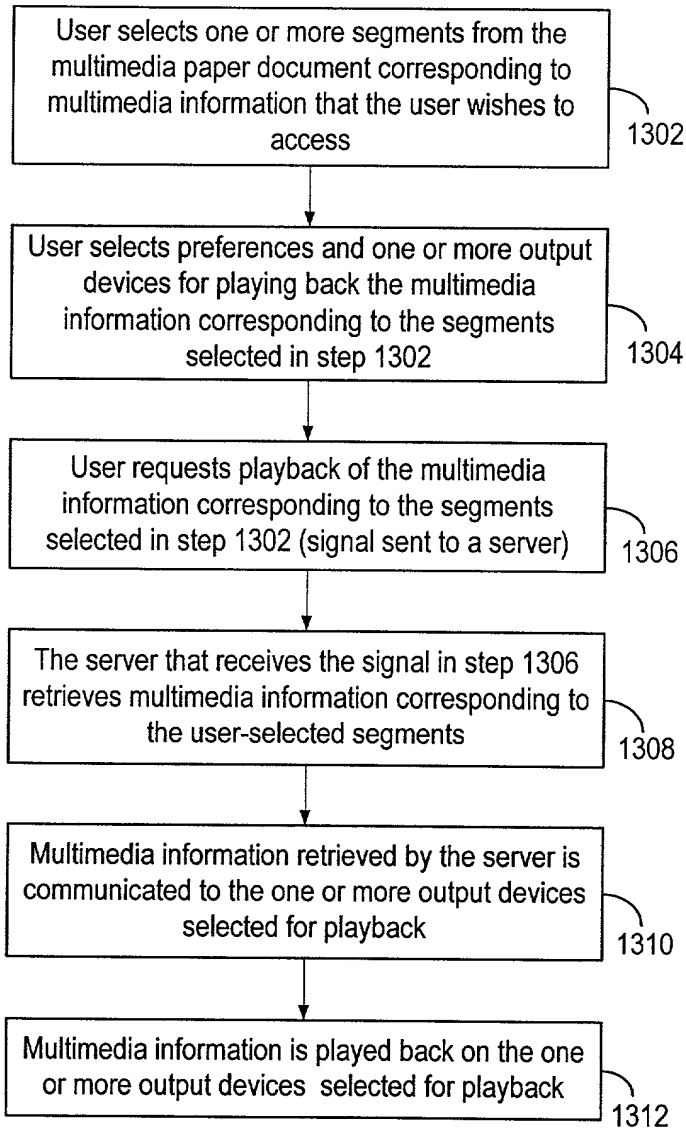 User selects one or more segments from the
multimedia paper document corresponding to
multimedia information that the user wishes to
access
1302
User selects preferences and one or more output
devices for playing back the multimedia
information corresponding to the segments
selected in step 1302
1304
User requests playback of the multimedia
information corresponding to the segments
selected in step 1302 (signal sent to a server)
1306
The server that receives the signal in step 1306
retrieves multimedia information corresponding to
the user-selected segments
1308
Multimedia information retrieved by the server is
communicated to the one or more output devices
selected for playback
1310
Multimedia information is played back on the one
or more output devices selected for playback
1312